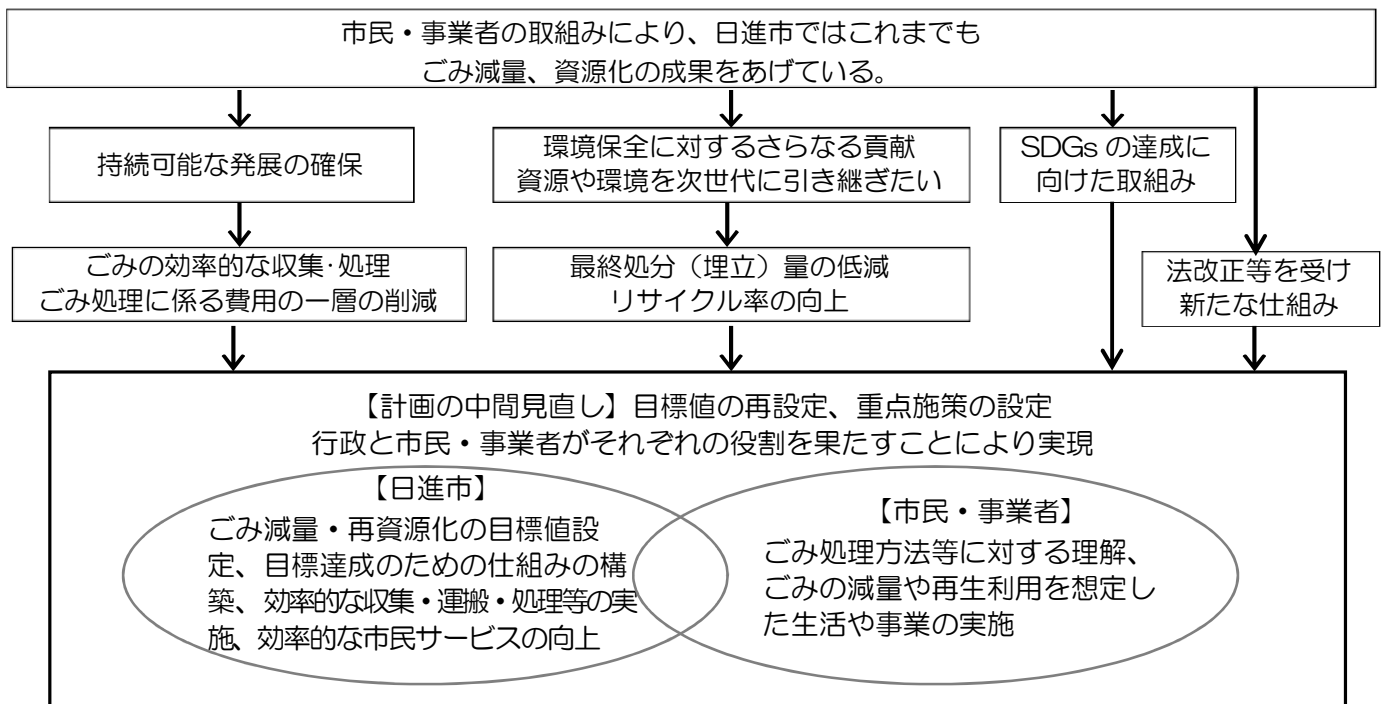 市民・事業者の取組みにより、日進市ではこれまでも
ごみ減量、資源化の成果をあげている。
持続可能な発展の確保
環境保全に対するさらなる貢献
資源や環境を次世代に引き継ぎたい
SDGs の達成に
向けた取組み
ごみの効率的な収集･処理
ごみ処理に係る費用の一層の削減
最終処分（埋立）量の低減
リサイクル率の向上
法改正等を受け
新たな仕組み
【計画の中間見直し】目標値の再設定、重点施策の設定
行政と市民・事業者がそれぞれの役割を果たすことにより実現
【日進市】
ごみ減量・再資源化の目標値設
定、目標達成のための仕組みの構
築、効率的な収集・運搬・処理等の実
施、効率的な市民サービスの向上
【市民・事業者】
ごみ処理方法等に対する理解、
ごみの減量や再生利用を想定し
た生活や事業の実施